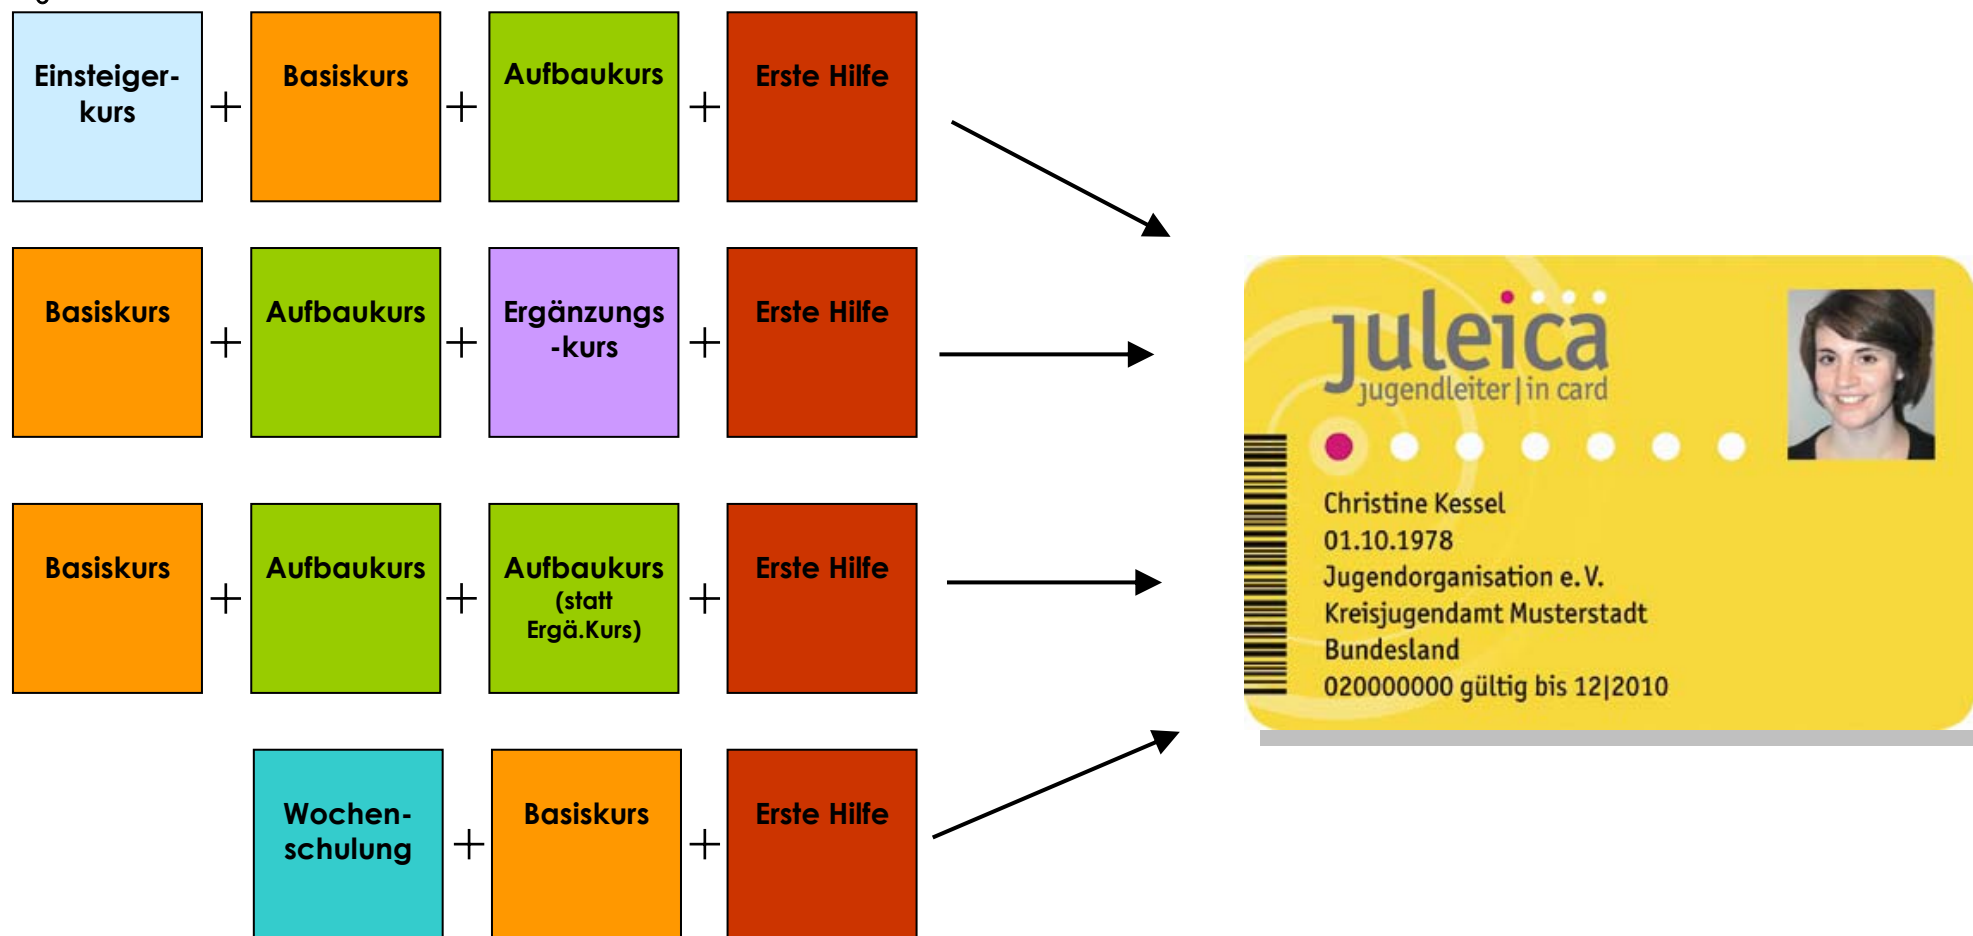 Einsteiger-
kurs
+
Basiskurs
+
Aufbaukurs
+
Erste Hilfe
Basiskurs
+
Aufbaukurs
+
Ergänzungs
-kurs
+
Erste Hilfe
Basiskurs
+
Aufbaukurs
+
Aufbaukurs
(statt
Ergä.Kurs)
+
Erste Hilfe
Wochen-
schulung
+
Basiskurs
+
Erste Hilfe
juleica
jugendleiter|in card
Christine Kessel
01.10.1978
Jugendorganisation e.V.
Kreisjugendamt Musterstadt
Bundesland
020000000 gültig bis 12|2010